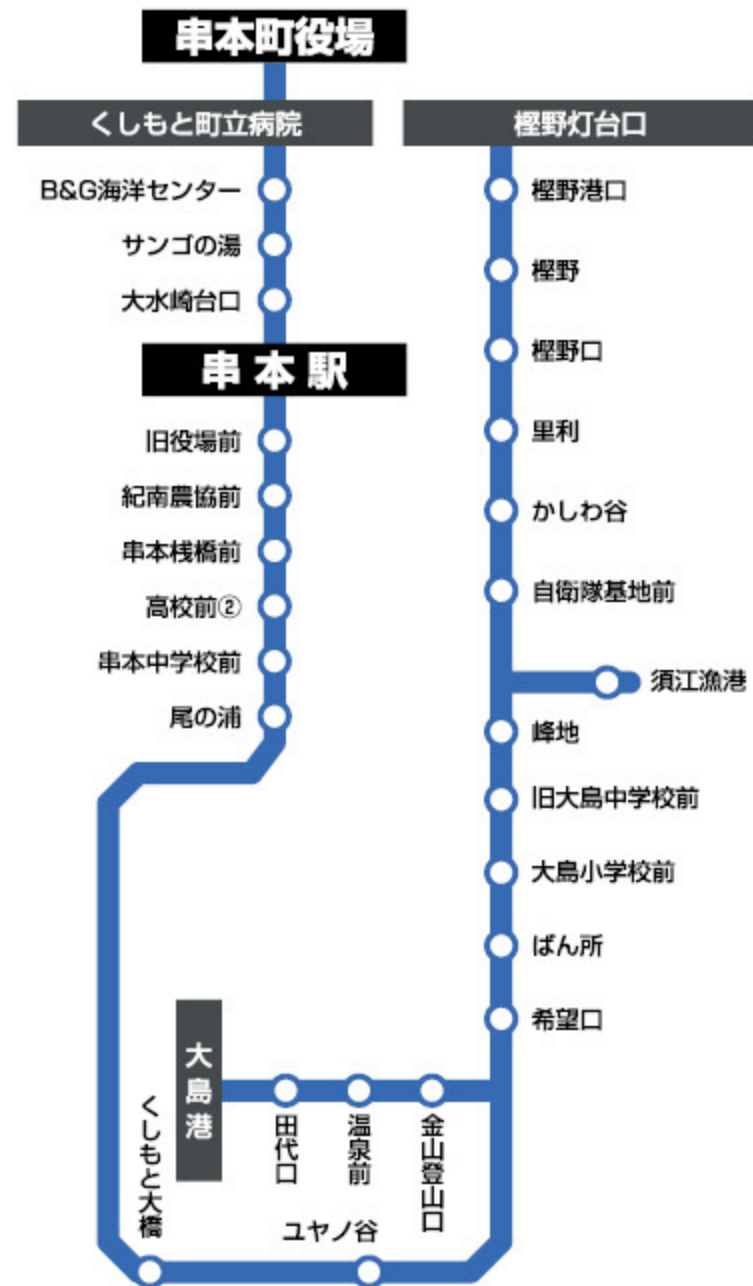 串本町役場
くしもと町立病院
B&G海洋センター
サンゴの湯
大水崎台口
串本駅
旧役場前
紀南農協前
串本桟橋前
高校前②
串本中学校前
尾の浦
くしもと大橋
ユヤノ谷
大島港
田代口
温泉前
金山登山口
樫野灯台口
樫野港口
樫野
樫野口
里利
かしわ谷
自衛隊基地前
須江漁港
峰地
旧大島中学校前
大島小学校前
ばん所
希望口